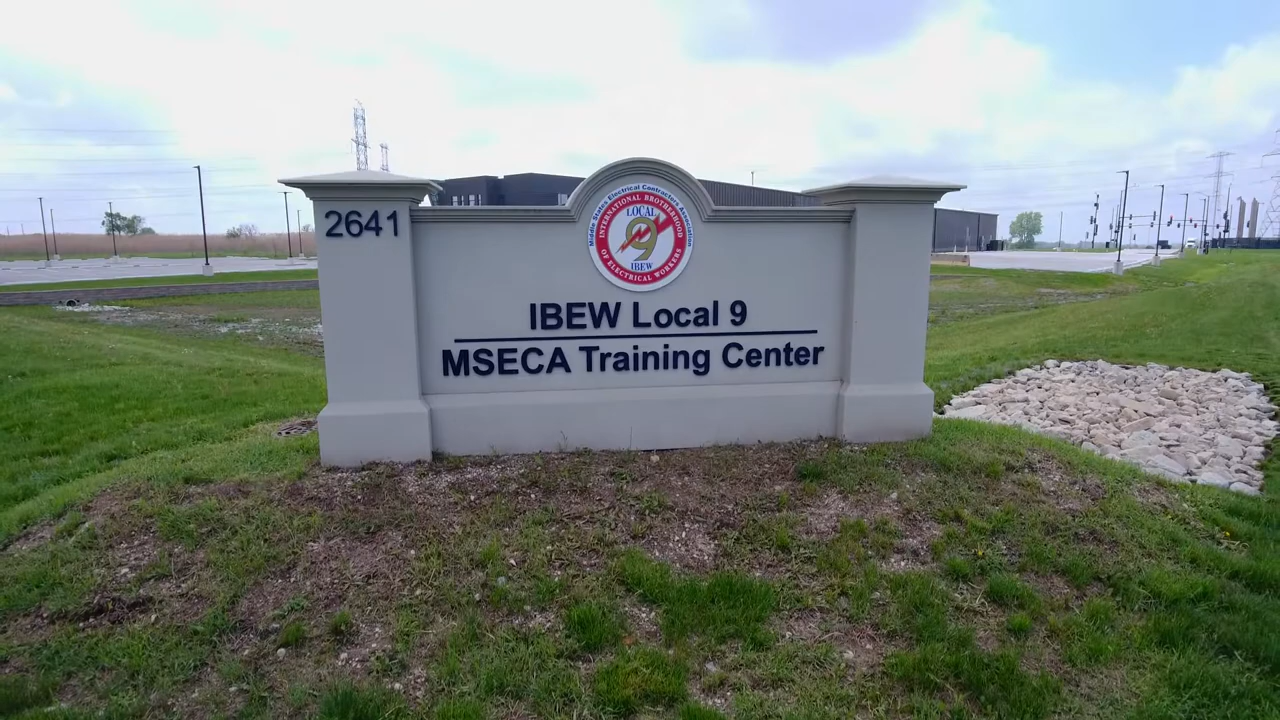 2641
Middle States Electrical Contractors Association
INTERNATIONAL BROTHERHOOD
LOCAL
9
IBEW
OF ELECTRICAL WORKERS
IBEW Local 9
MSECA Training Center